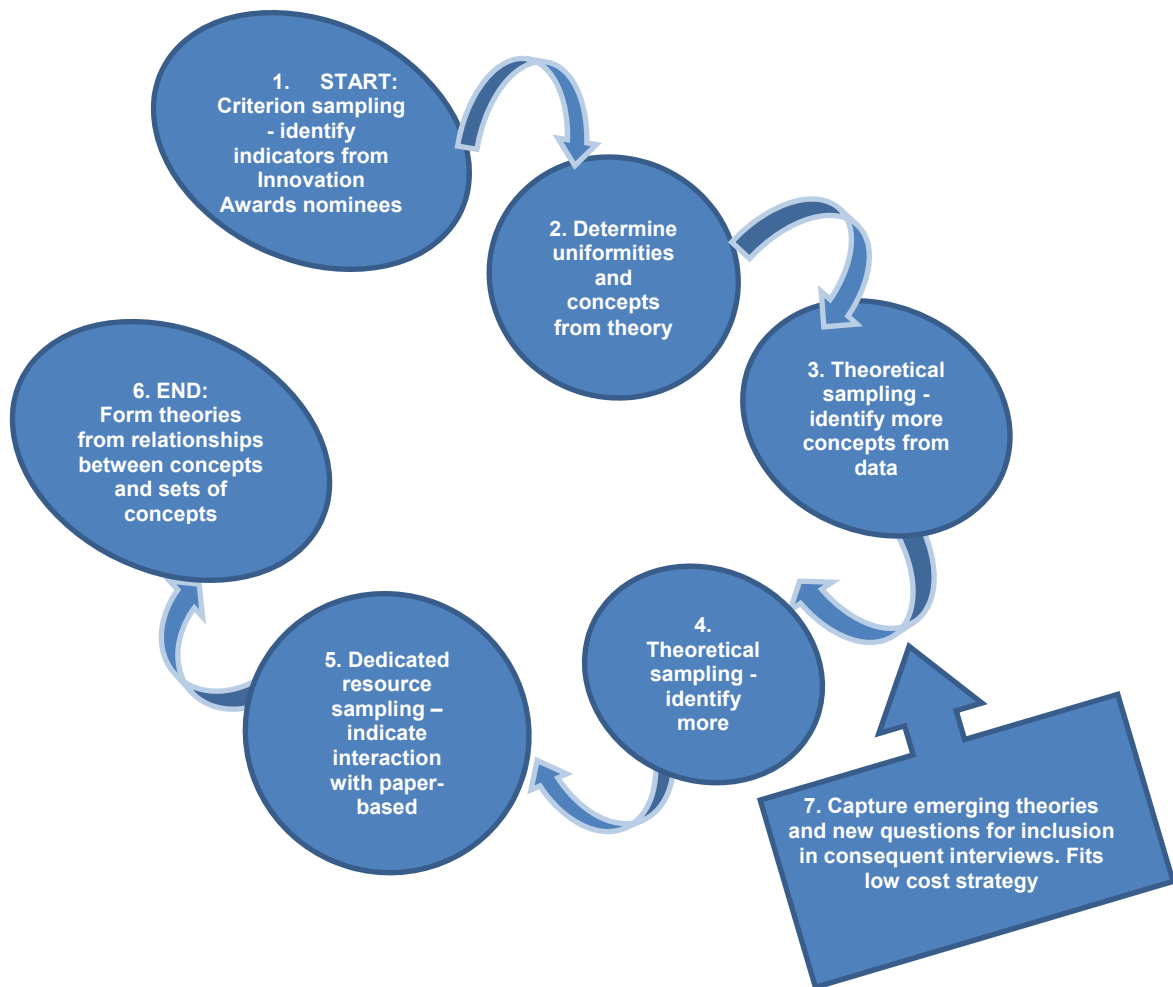 1. START:
Criterion sampling
- identify
indicators from
Innovation
Awards nominees
2. Determine
uniformities
and
concepts
from theory
3. Theoretical
sampling -
identify more
concepts from
data
4.
Theoretical
sampling -
identify
more
5. Dedicated
resource
sampling –
indicate
interaction
with paper-
based
6. END:
Form theories
from relationships
between concepts
and sets of
concepts
7. Capture emerging theories
and new questions for inclusion
in consequent interviews. Fits
low cost strategy